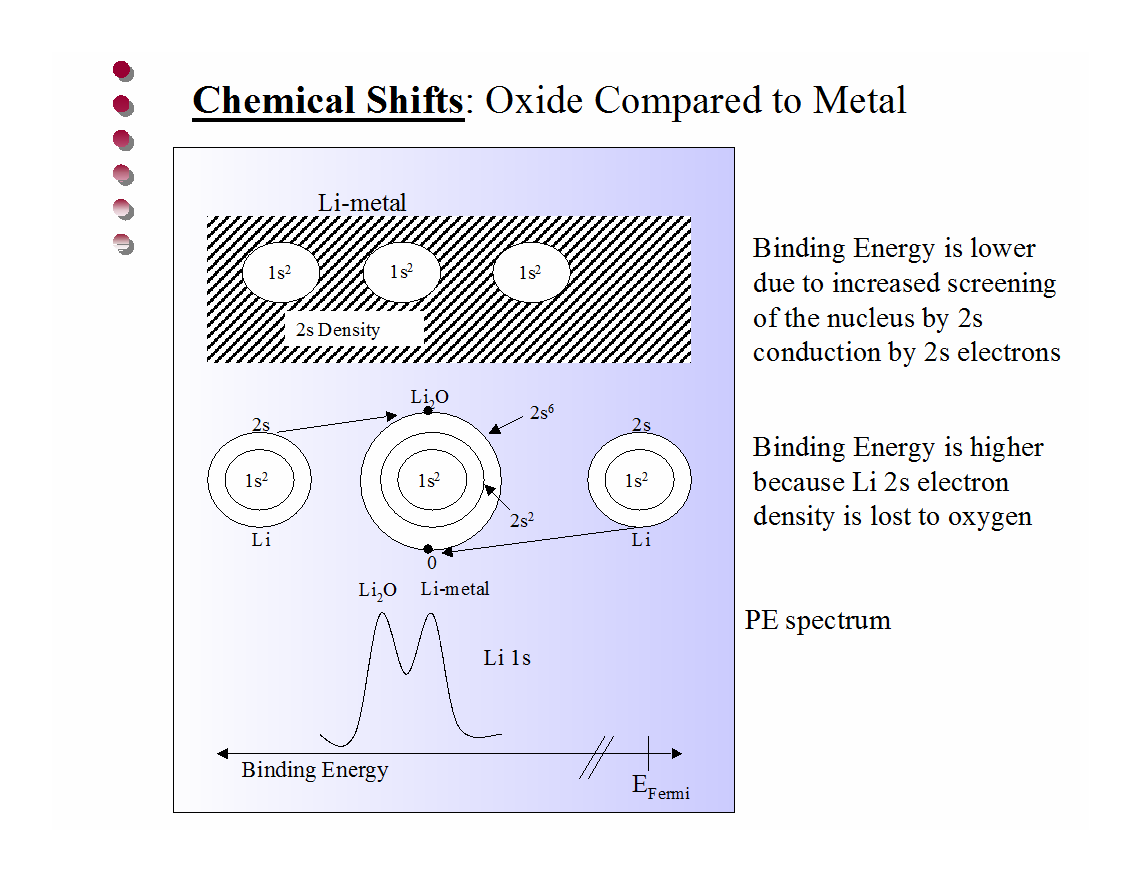 Chemical Shifts: Oxide Compared to Metal
Li-metal
1s²
1s²
1s²
2s Density
Binding Energy is lower
due to increased screening
of the nucleus by 2s
conduction by 2s electrons
Li₂O
2s⁶
2s
2s
1s²
1s²
1s²
2s²
Li
Li
0
Binding Energy is higher
because Li 2s electron
density is lost to oxygen
Li₂O
Li-metal
Li 1s
PE spectrum
Binding Energy
E Fermi